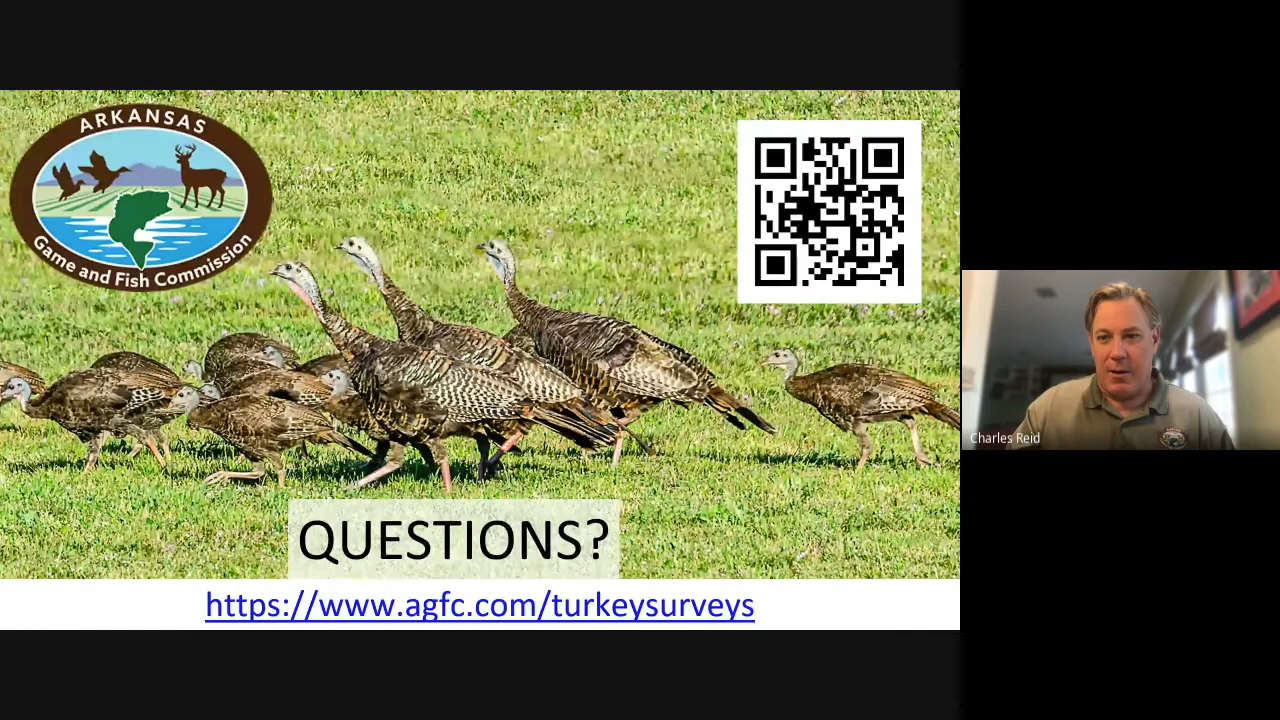 ARKANSAS
Game and Fish Commission
QUESTIONS?
https://www.agfc.com/turkeysurveys
Charles Reid